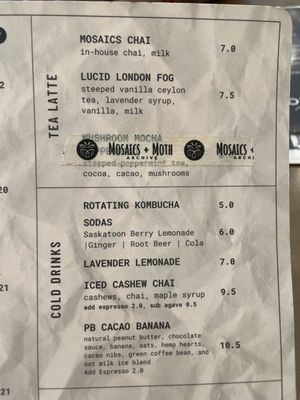 MOSAICS CHAI
in-house chai, milk
7.0
LUCID LONDON FOG
steeped vanilla ceylon
tea, lavender syrup,
vanilla, milk
7.5
TEA LATTE
MUSHROOM MOCHA
MOSAICS + MOTH
ARCHIVE
MOSAICS +
ARCHI
steeped peppermint tea,
cocoa, cacao, mushrooms
ROTATING KOMBUCHA
5.0
SODAS
Saskatoon Berry Lemonade
|Ginger | Root Beer | Cola
6.0
LAVENDER LEMONADE
7.0
COLD DRINKS
ICED CASHEW CHAI
cashews, chai, maple syrup
9.5
add espresso 2.0, sub agave 0.5
PB CACAO BANANA
natural peanut butter, chocolate
sauce, banana, oats, hemp hearts,
cacao nibs, green coffee bean, and
oat milk ice blend
10.5
Add Espresso 2.0
20
21
21